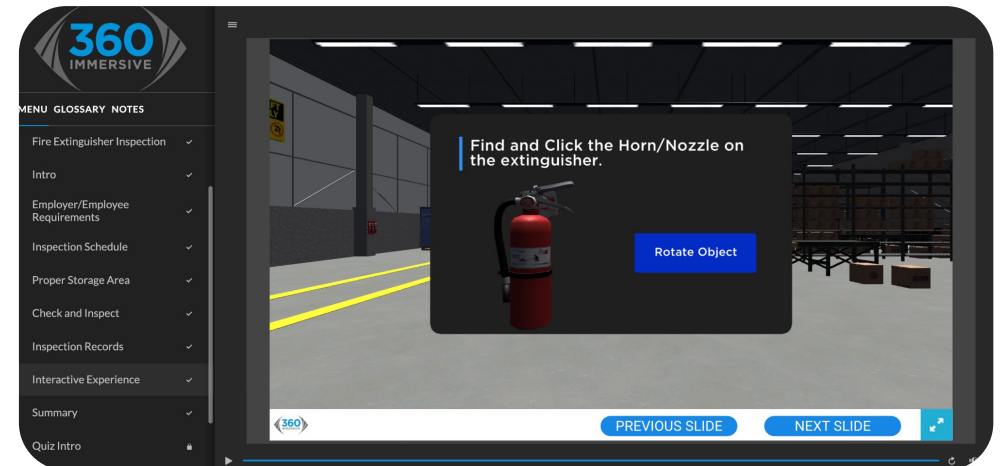 360
IMMERSIVE
MENU GLOSSARY NOTES
Fire Extinguisher Inspection
Intro
Employer/Employee
Requirements
Inspection Schedule
Proper Storage Area
Check and Inspect
Inspection Records
Interactive Experience
Summary
Quiz Intro
Find and Click the Horn/Nozzle on
the extinguisher.
Rotate Object
360
PREVIOUS SLIDE
NEXT SLIDE